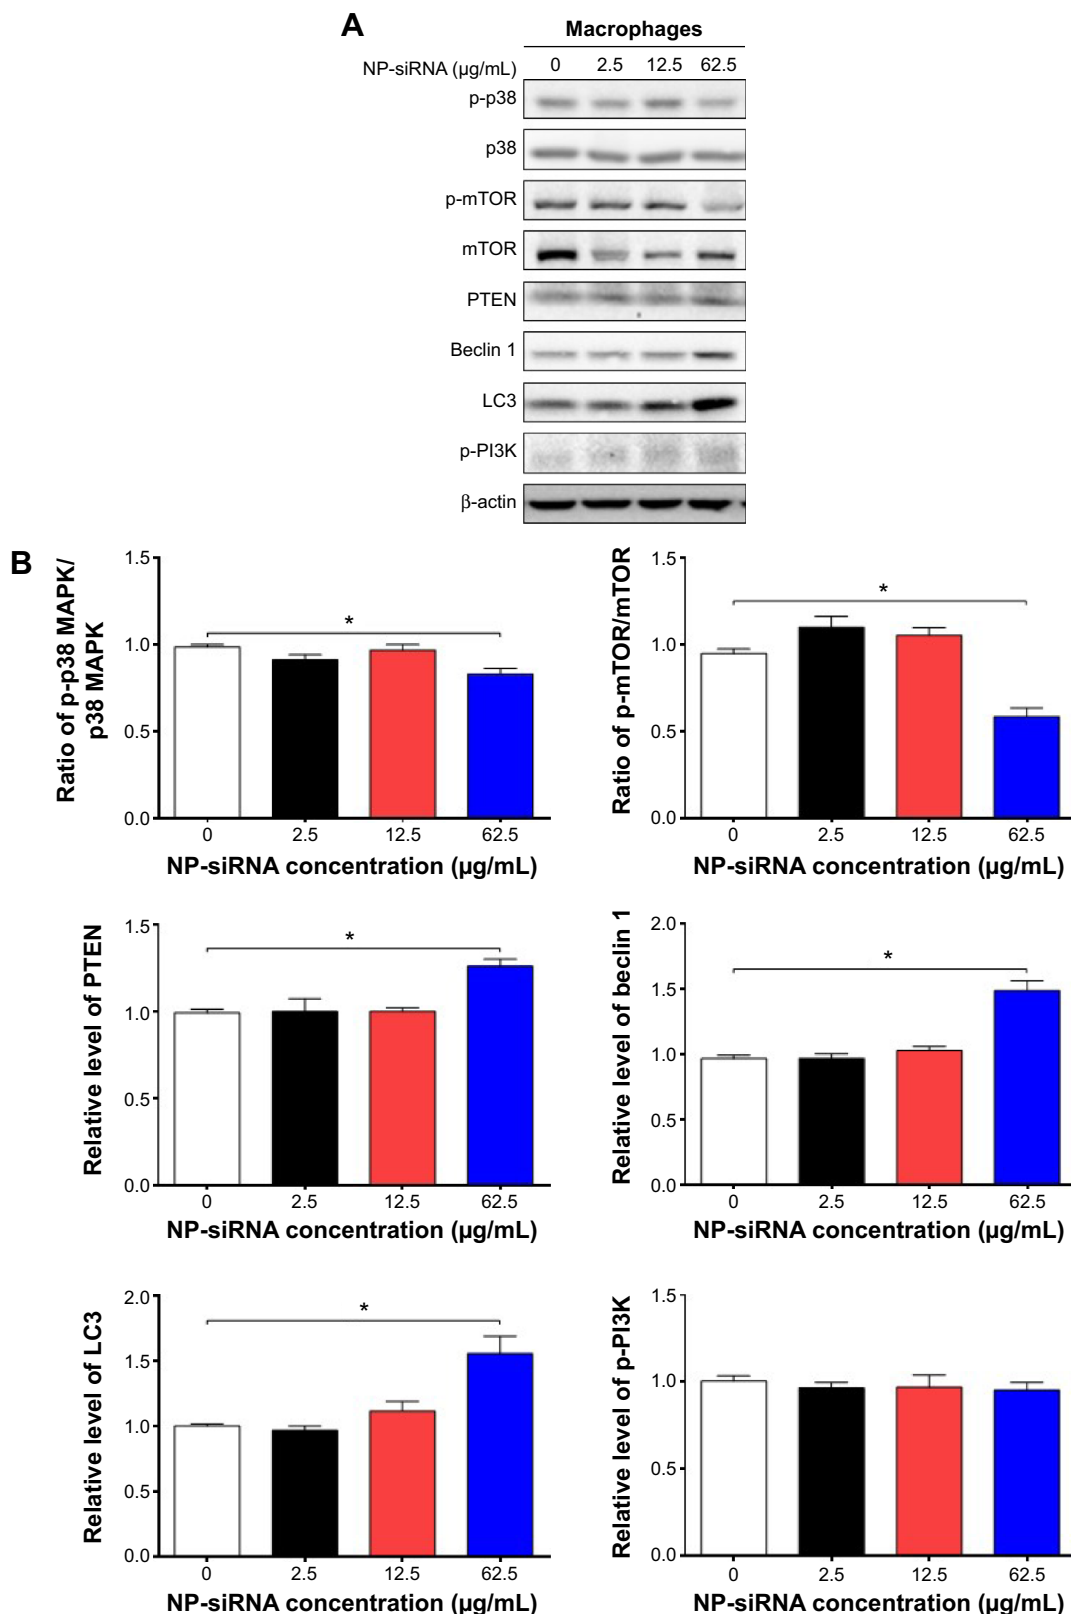 A
Macrophages
NP-siRNA (µg/mL) 0 2.5 12.5 62.5
p-p38
p38
p-mTOR
mTOR
PTEN
Beclin 1
LC3
p-PI3K
β-actin
B
Ratio of p-p38 MAPK/
p38 MAPK
1.5
1.0
0.5
0.0
*
0 2.5 12.5 62.5
NP-siRNA concentration (µg/mL)
Ratio of p-mTOR/mTOR
1.5
1.0
0.5
0.0
*
0 2.5 12.5 62.5
NP-siRNA concentration (µg/mL)
Relative level of PTEN
1.5
1.0
0.5
0.0
*
0 2.5 12.5 62.5
NP-siRNA concentration (µg/mL)
Relative level of beclin 1
2.0
1.5
1.0
0.5
0.0
*
0 2.5 12.5 62.5
NP-siRNA concentration (µg/mL)
Relative level of LC3
2.0
1.5
1.0
0.5
0.0
*
0 2.5 12.5 62.5
NP-siRNA concentration (µg/mL)
Relative level of p-PI3K
1.5
1.0
0.5
0.0
0 2.5 12.5 62.5
NP-siRNA concentration (µg/mL)